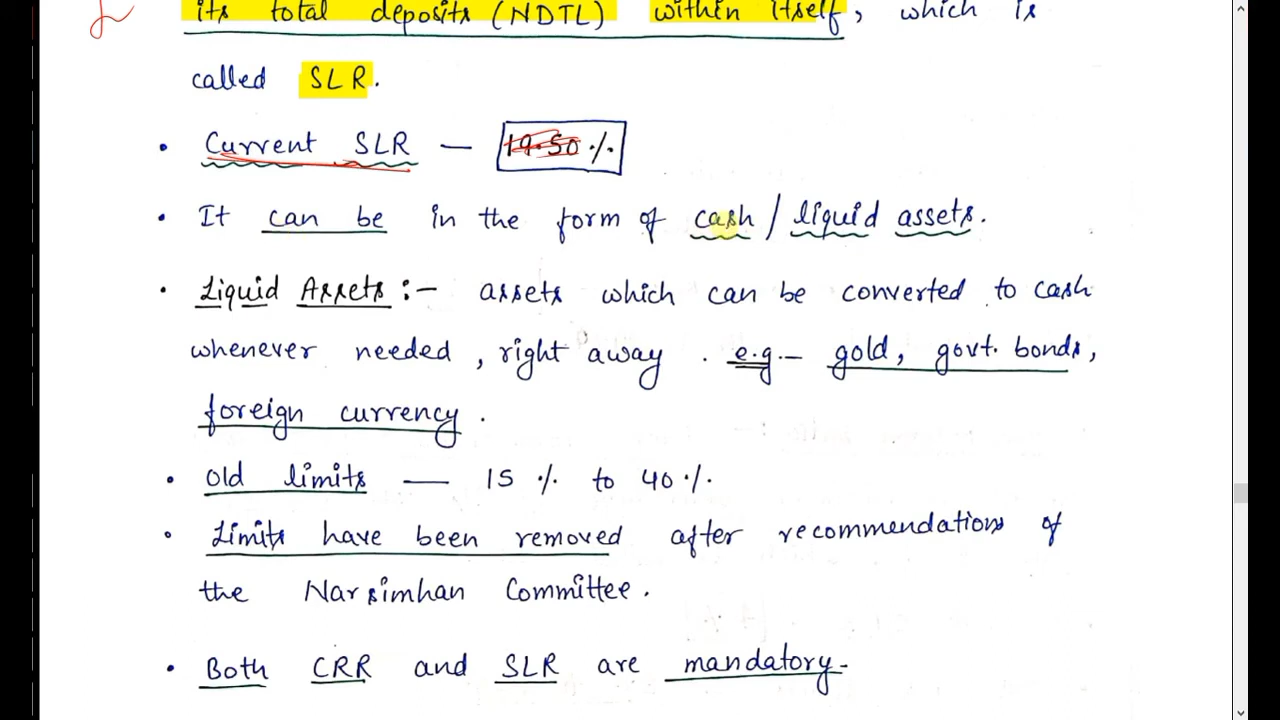 its total deposits (NDTL) within itself, which is
called SLR.
• Current SLR — 19.50 %
• It can be in the form of cash / liquid assets.
• Liquid Assets :- assets which can be converted to cash
whenever needed, right away. e.g.- gold, govt. bonds,
foreign currency.
• Old limits — 15 % to 40 %.
• Limits have been removed after recommendations of
the Narsimhan Committee.
• Both CRR and SLR are mandatory.